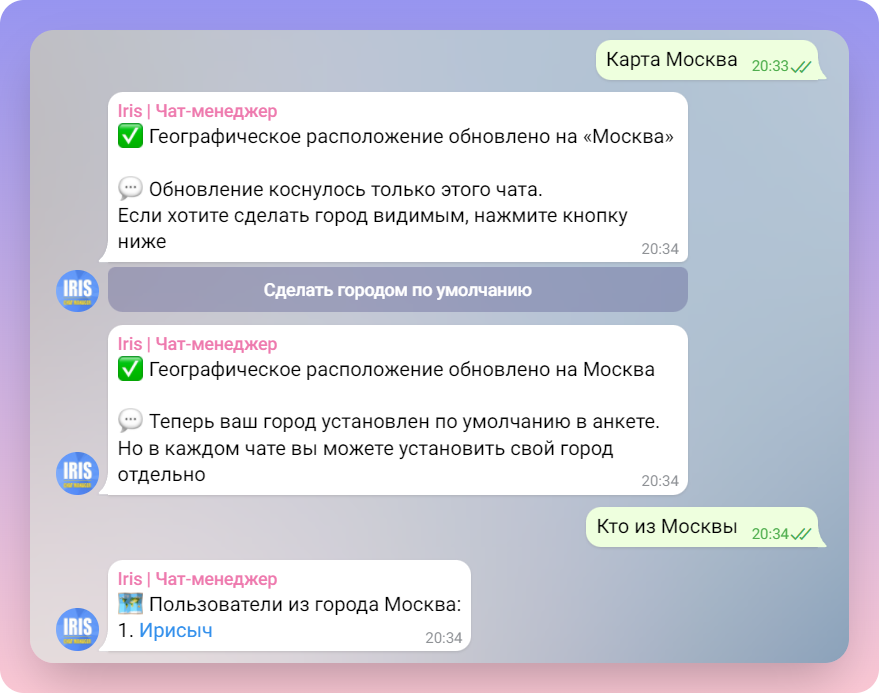 Карта Москва 20:33
Iris | Чат-менеджер
✅ Географическое расположение обновлено на «Москва»
💬 Обновление коснулось только этого чата.
Если хотите сделать город видимым, нажмите кнопку
ниже 20:34
IRIS
Сделать городом по умолчанию
Iris | Чат-менеджер
✅ Географическое расположение обновлено на Москва
💬 Теперь ваш город установлен по умолчанию в анкете.
Но в каждом чате вы можете установить свой город
отдельно 20:34
IRIS
Кто из Москвы 20:34
Iris | Чат-менеджер
🗺 Пользователи из города Москва:
1. Ирисыч 20:34
IRIS